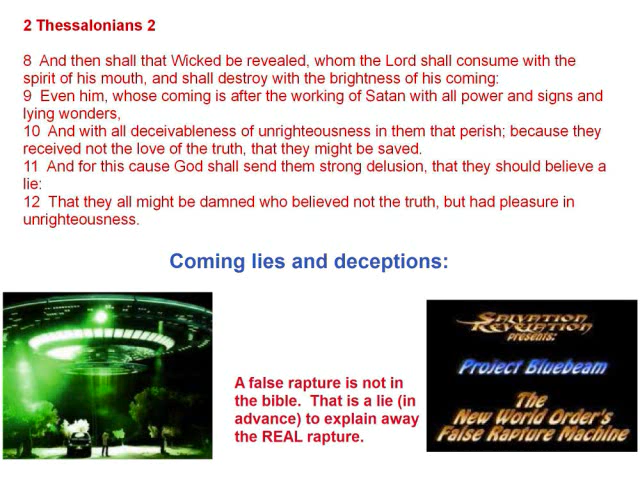 2 Thessalonians 2
8 And then shall that Wicked be revealed, whom the Lord shall consume with the
spirit of his mouth, and shall destroy with the brightness of his coming:
9 Even him, whose coming is after the working of Satan with all power and signs and
lying wonders,
10 And with all deceivableness of unrighteousness in them that perish; because they
received not the love of the truth, that they might be saved.
11 And for this cause God shall send them strong delusion, that they should believe a
lie:
12 That they all might be damned who believed not the truth, but had pleasure in
unrighteousness.
Coming lies and deceptions:
A false rapture is not in
the bible. That is a lie (in
advance) to explain away
the REAL rapture.
Salvation
Revelation
presents:
Project Bluebeam
The
New World Order's
False Rapture Machine